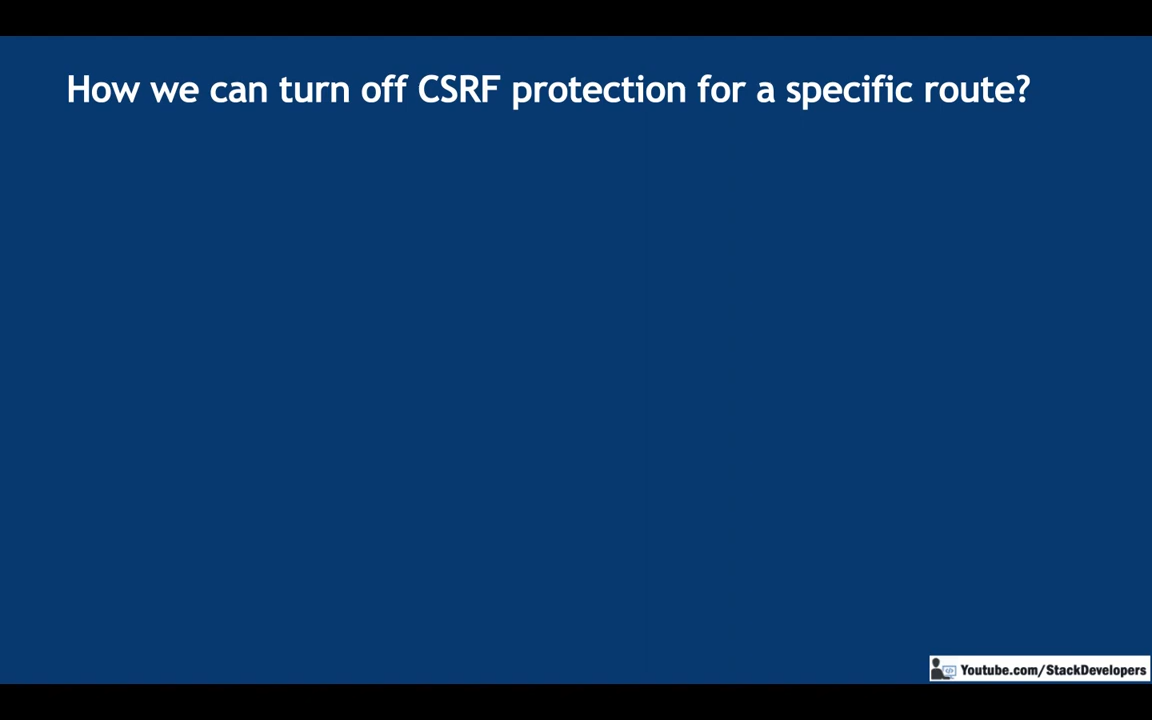 How we can turn off CSRF protection for a specific route?
Youtube.com/StackDevelopers